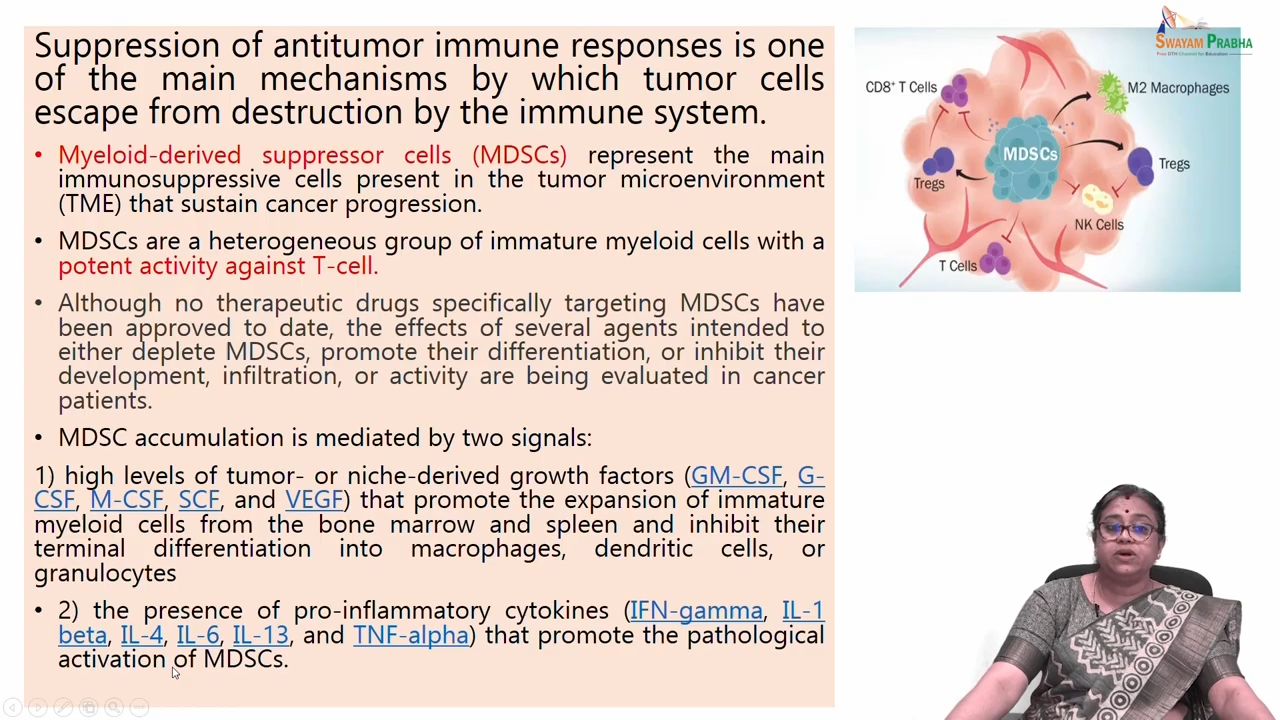 Suppression of antitumor immune responses is one
of the main mechanisms by which tumor cells
escape from destruction by the immune system.
• Myeloid-derived suppressor cells (MDSCs) represent the main
immunosuppressive cells present in the tumor microenvironment
(TME) that sustain cancer progression.
• MDSCs are a heterogeneous group of immature myeloid cells with a
potent activity against T-cell.
• Although no therapeutic drugs specifically targeting MDSCs have
been approved to date, the effects of several agents intended to
either deplete MDSCs, promote their differentiation, or inhibit their
development, infiltration, or activity are being evaluated in cancer
patients.
• MDSC accumulation is mediated by two signals:
1) high levels of tumor- or niche-derived growth factors (GM-CSF, G-
CSF, M-CSF, SCF, and VEGF) that promote the expansion of immature
myeloid cells from the bone marrow and spleen and inhibit their
terminal differentiation into macrophages, dendritic cells, or
granulocytes
• 2) the presence of pro-inflammatory cytokines (IFN-gamma, IL-1
beta, IL-4, IL-6, IL-13, and TNF-alpha) that promote the pathological
activation of MDSCs.
SWAYAM PRABHA
Free DTH Channel for Education
CD8+ T Cells
M2 Macrophages
MDSCs
Tregs
Tregs
NK Cells
T Cells